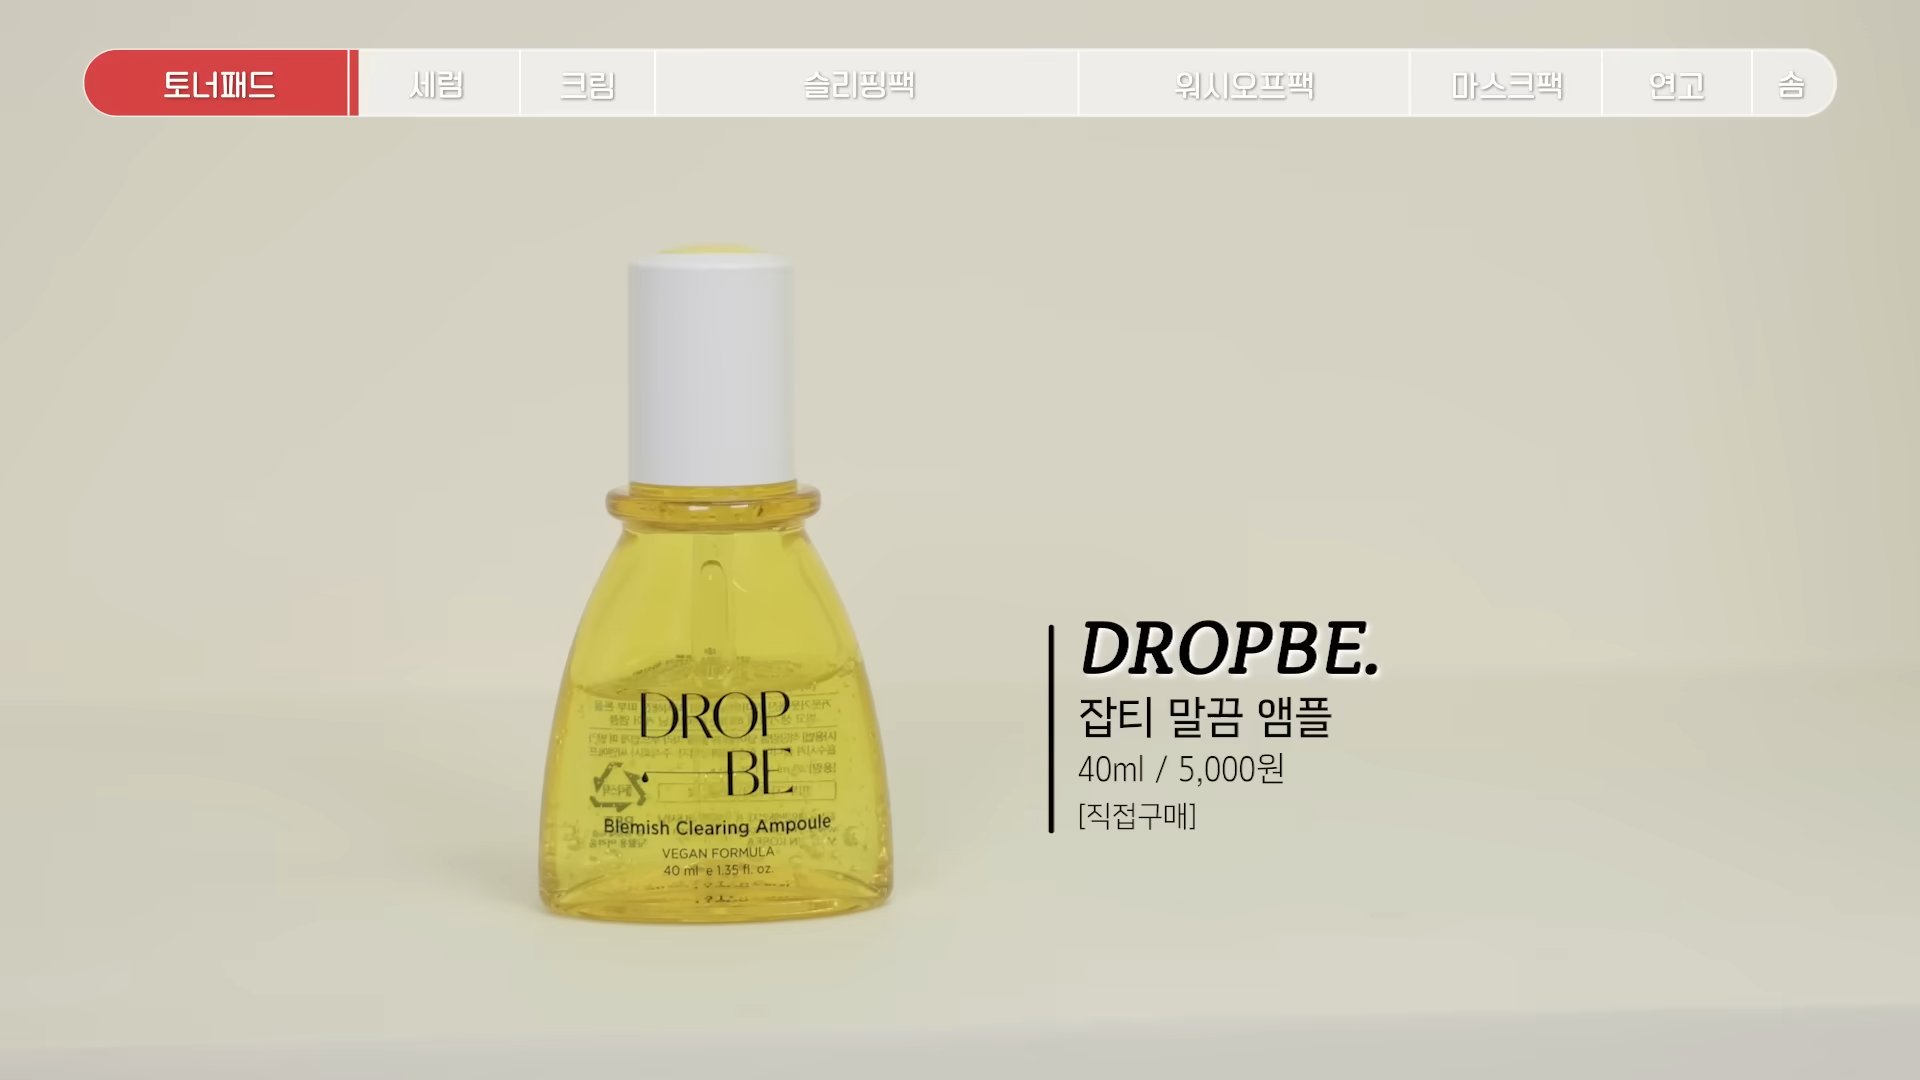 토너패드
세럼
크림
슬리핑팩
워시오프팩
마스크팩
연고
솜
DROP
BE
Blemish Clearing Ampoule
VEGAN FORMULA
40 ml e 1.35 fl. oz.
DROPBE.
잡티 말끔 앰플
40ml / 5,000원
[직접구매]